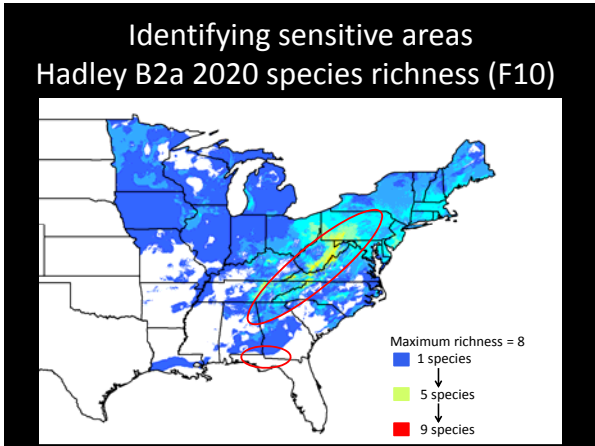 Identifying sensitive areas
Hadley B2a 2020 species richness (F10)
Maximum richness = 8
1 species
5 species
9 species